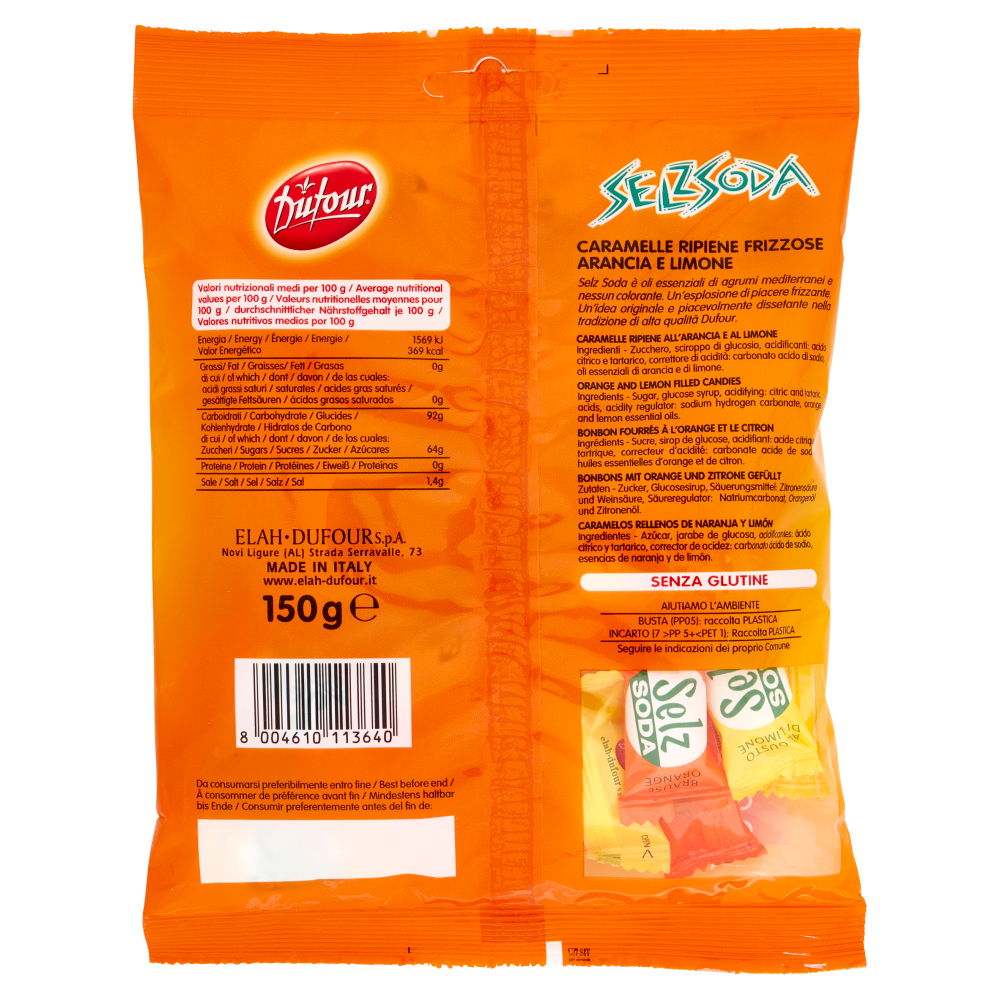 Dufour
Valori nutrizionali medi per 100 g / Average nutritional
values per 100 g / Valeurs nutritionelles moyennes pour
100 g / durchschnittlicher Nährstoffgehalt je 100 g /
Valores nutritivos medios por 100 g
Energia / Energy / Énergie / Energie / 1569 kJ
Valor Energético 369 kcal
Grassi/ Fat / Graisses/ Fett / Grasas 0g
di cui / of which / dont / davon / de las cuales:
acidi grassi saturi / saturates / acides gras saturés /
gesättigte Fettsäuren / ácidos grasos saturados 0g
Carboidrati / Carbohydrate / Glucides / 92g
Kohlenhydrate / Hidratos de Carbono
di cui / of which / dont / davon / de las cuales:
Zuccheri / Sugars / Sucres / Zucker / Azúcares 64g
Proteine / Protein / Protéines / Eiweiß / Proteínas 0g
Sale / Salt / Sel / Salz / Sal 1,4g
ELAH·DUFOUR S.p.A.
Novi Ligure (AL) Strada Serravalle, 73
MADE IN ITALY
www.elah-dufour.it
150 g ℮
8 004610 113640
Da consumarsi preferibilmente entro fine / Best before end /
À consommer de préférence avant fin / Mindestens haltbar
bis Ende / Consumir preferentemente antes del fin de:
SELZSODA
CARAMELLE RIPIENE FRIZZOSE
ARANCIA E LIMONE
Selz Soda è oli essenziali di agrumi mediterranei e
nessun colorante. Un'esplosione di piacere frizzante.
Un'idea originale e piacevolmente dissetante nella
tradizione di alta qualità Dufour.
CARAMELLE RIPIENE ALL'ARANCIA E AL LIMONE
Ingredienti - Zucchero, sciroppo di glucosio, acidificanti: acido
citrico e tartarico, correttore di acidità: carbonato acido di sodio,
oli essenziali di arancia e di limone.
ORANGE AND LEMON FILLED CANDIES
Ingredients - Sugar, glucose syrup, acidifying: citric and tartaric
acids, acidity regulator: sodium hydrogen carbonate, orange
and lemon essential oils.
BONBON FOURRÉS À L'ORANGE ET LE CITRON
Ingrédients - Sucre, sirop de glucose, acidifiant: acide citrique
tartrique, correcteur d'acidité: carbonate acide de sod
huiles essentielles d'orange et de citron.
BONBONS MIT ORANGE UND ZITRONE GEFÜLLT
Zutaten - Zucker, Glucosesirup, Säuerungsmittel: Zitronensäure
und Weinsäure, Säureregulator: Natriumcarbonat, Orangenöl
und Zitronenöl.
CARAMELOS RELLENOS DE NARANJA Y LIMÓN
Ingredientes - Azúcar, jarabe de glucosa, acidificantes: ácido
cítrico y tartarico, corrector de acidez: carbonato ácido de sodio,
esencias de naranja y de limón.
SENZA GLUTINE
AIUTIAMO L'AMBIENTE
BUSTA (PP05): raccolta PLASTICA
INCARTO (7 >PP 5+<PET 1): Raccolta PLASTICA
Seguire le indicazioni del proprio Comune
Selz
SODA
BRAUSE
ORANGE
elah-dufour
AL GUSTO
DI LIMONE